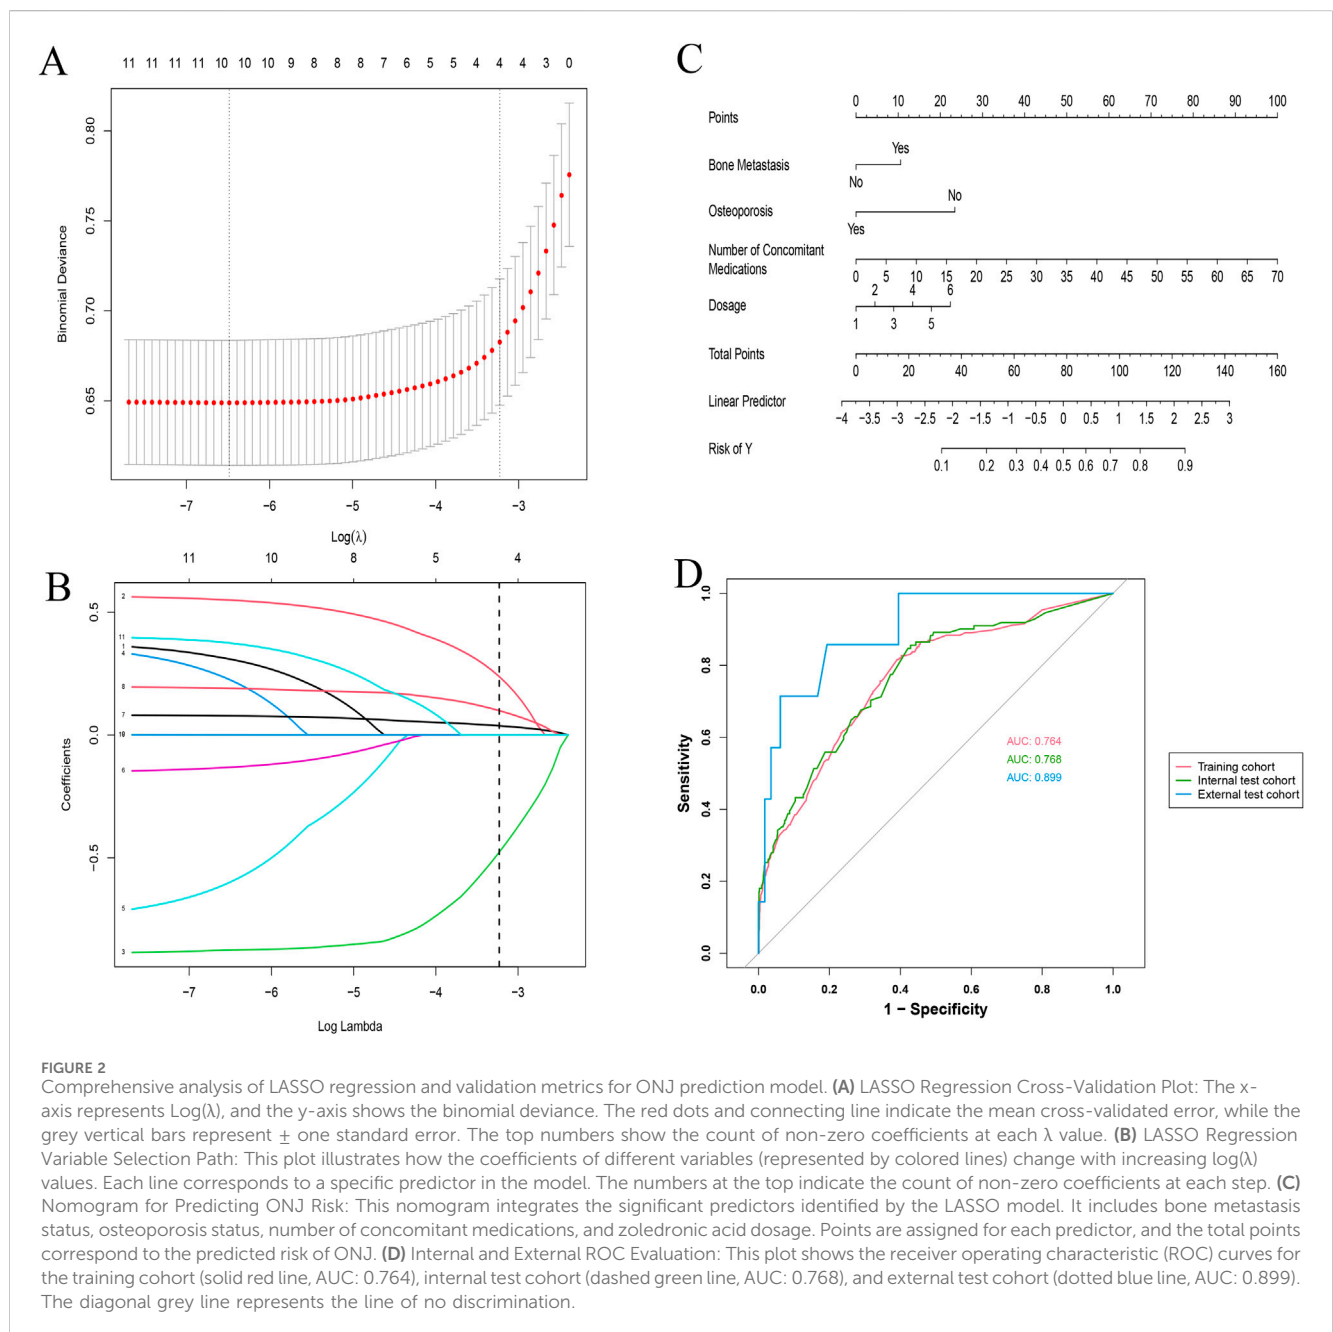 A
11 11 11 11 10 10 10 9 8 8 8 7 6 5 5 4 4 4 3 0
0.80
0.75
0.70
0.65
Binomial Deviance
−7 −6 −5 −4 −3
Log(λ)
B
11 10 9 8 5 4
0.5
0.0
−0.5
Coefficients
2
11
1
4
8
7
10
6
5
3
−7 −6 −5 −4 −3
Log Lambda
C
0 10 20 30 40 50 60 70 80 90 100
Points
Yes
Bone Metastasis
No
No
Osteoporosis
Yes
Number of Concomitant
Medications
0 5 10 15 20 25 30 35 40 45 50 55 60 65 70
2 4 6
Dosage
1 3 5
Total Points
0 20 40 60 80 100 120 140 160
Linear Predictor
−4 −3.5 −3 −2.5 −2 −1.5 −1 −0.5 0 0.5 1 1.5 2 2.5 3
Risk of Y
0.1 0.2 0.3 0.4 0.5 0.6 0.7 0.8 0.9
D
1.0
0.8
0.6
0.4
0.2
0.0
Sensitivity
AUC: 0.764
AUC: 0.768
AUC: 0.899
0.0 0.2 0.4 0.6 0.8 1.0
1 − Specificity
Training cohort
Internal test cohort
External test cohort
FIGURE 2
Comprehensive analysis of LASSO regression and validation metrics for ONJ prediction model. (A) LASSO Regression Cross-Validation Plot: The x-
axis represents Log(λ), and the y-axis shows the binomial deviance. The red dots and connecting line indicate the mean cross-validated error, while the
grey vertical bars represent ± one standard error. The top numbers show the count of non-zero coefficients at each λ value. (B) LASSO Regression
Variable Selection Path: This plot illustrates how the coefficients of different variables (represented by colored lines) change with increasing log(λ)
values. Each line corresponds to a specific predictor in the model. The numbers at the top indicate the count of non-zero coefficients at each step. (C)
Nomogram for Predicting ONJ Risk: This nomogram integrates the significant predictors identified by the LASSO model. It includes bone metastasis
status, osteoporosis status, number of concomitant medications, and zoledronic acid dosage. Points are assigned for each predictor, and the total points
correspond to the predicted risk of ONJ. (D) Internal and External ROC Evaluation: This plot shows the receiver operating characteristic (ROC) curves for
the training cohort (solid red line, AUC: 0.764), internal test cohort (dashed green line, AUC: 0.768), and external test cohort (dotted blue line, AUC: 0.899).
The diagonal grey line represents the line of no discrimination.